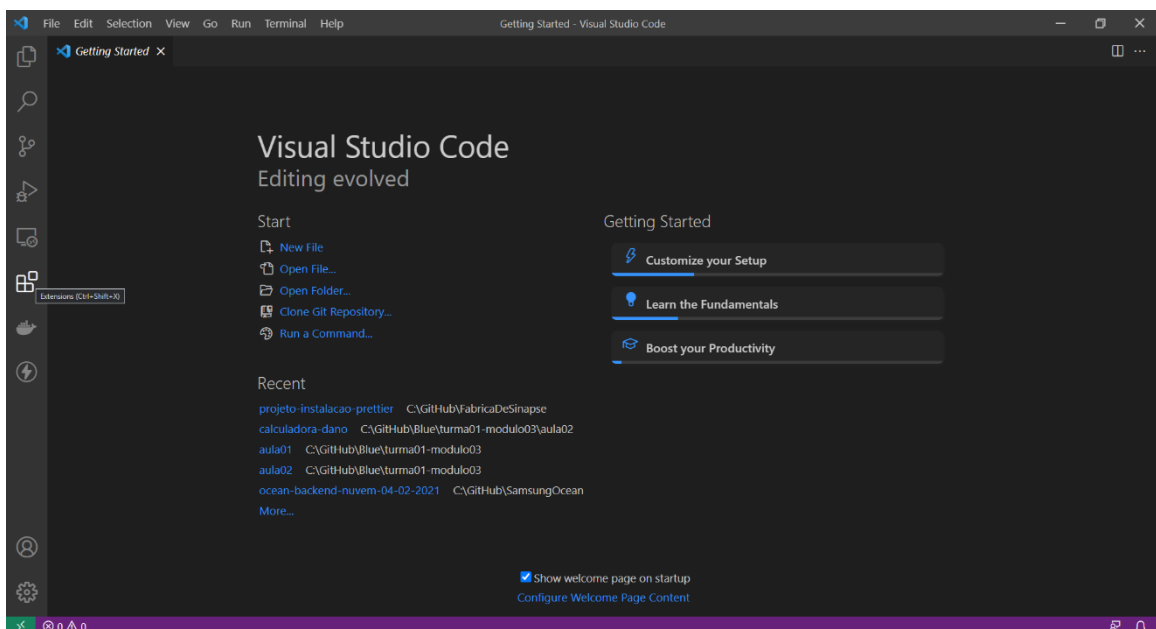 File Edit Selection View Go Run Terminal Help Getting Started - Visual Studio Code
Getting Started
Visual Studio Code
Editing evolved
Start
New File
Open File...
Open Folder...
Clone Git Repository...
Run a Command...
Getting Started
Customize your Setup
Learn the Fundamentals
Boost your Productivity
Extensions (Ctrl+Shift+X)
Recent
projeto-instalacao-prettier C:\GitHub\FabricaDeSinapse
calculadora-dano C:\GitHub\Blue\turma01-modulo03\aula02
aula01 C:\GitHub\Blue\turma01-modulo03
aula02 C:\GitHub\Blue\turma01-modulo03
ocean-backend-nuvem-04-02-2021 C:\GitHub\SamsungOcean
More...
Show welcome page on startup
Configure Welcome Page Content
0 0